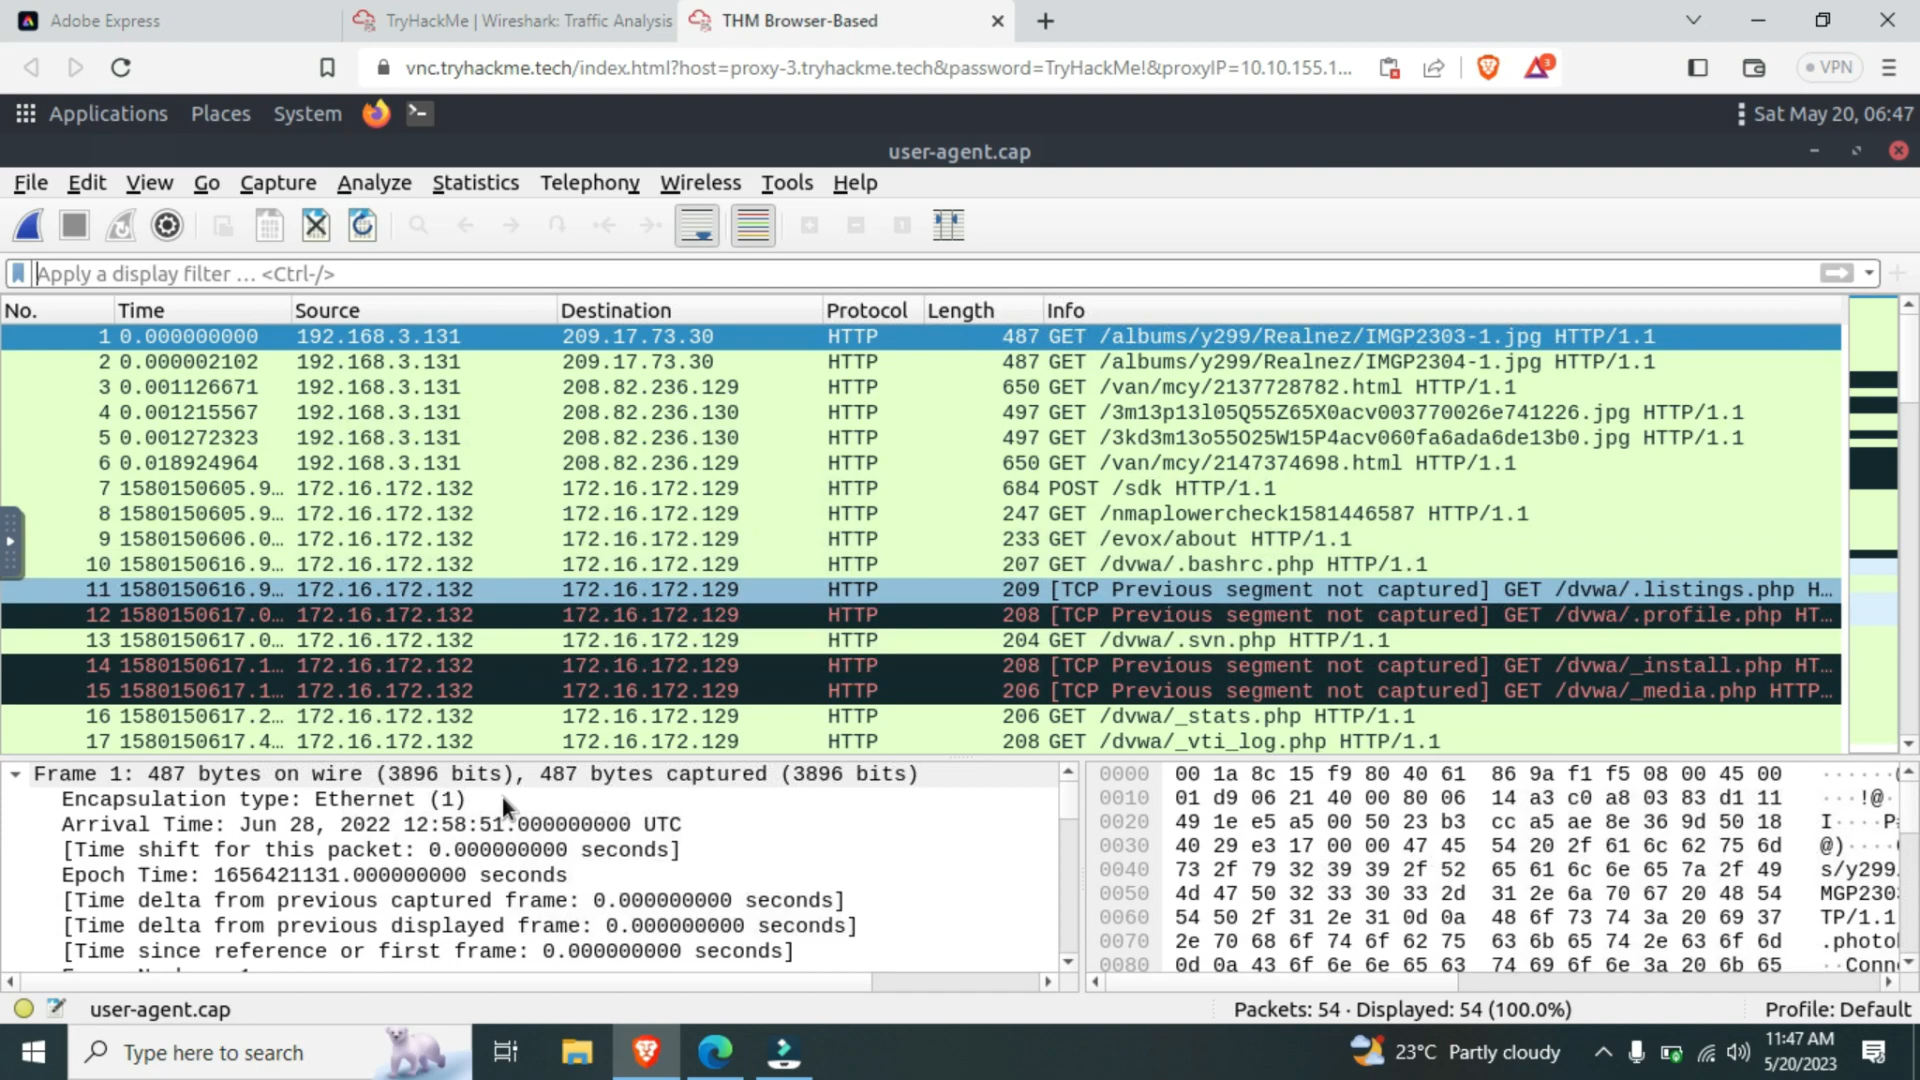 Adobe Express
TryHackMe | Wireshark: Traffic Analysis
THM Browser-Based
vnc.tryhackme.tech/index.html?host=proxy-3.tryhackme.tech&password=TryHackMe!&proxyIP=10.10.155.1...
3
VPN
Applications Places System
Sat May 20, 06:47
user-agent.cap
File Edit View Go Capture Analyze Statistics Telephony Wireless Tools Help
Apply a display filter … <Ctrl-/>
No. Time Source Destination Protocol Length Info
1 0.000000000 192.168.3.131 209.17.73.30 HTTP 487 GET /albums/y299/Realnez/IMGP2303-1.jpg HTTP/1.1
2 0.000002102 192.168.3.131 209.17.73.30 HTTP 487 GET /albums/y299/Realnez/IMGP2304-1.jpg HTTP/1.1
3 0.001126671 192.168.3.131 208.82.236.129 HTTP 650 GET /van/mcy/2137728782.html HTTP/1.1
4 0.001215567 192.168.3.131 208.82.236.130 HTTP 497 GET /3m13p13l05Q55Z65X0acv003770026e741226.jpg HTTP/1.1
5 0.001272323 192.168.3.131 208.82.236.130 HTTP 497 GET /3kd3m13o55O25W15P4acv060fa6ada6de13b0.jpg HTTP/1.1
6 0.018924964 192.168.3.131 208.82.236.129 HTTP 650 GET /van/mcy/2147374698.html HTTP/1.1
7 1580150605.9… 172.16.172.132 172.16.172.129 HTTP 684 POST /sdk HTTP/1.1
8 1580150605.9… 172.16.172.132 172.16.172.129 HTTP 247 GET /nmaplowercheck1581446587 HTTP/1.1
9 1580150606.0… 172.16.172.132 172.16.172.129 HTTP 233 GET /evox/about HTTP/1.1
10 1580150616.9… 172.16.172.132 172.16.172.129 HTTP 207 GET /dvwa/.bashrc.php HTTP/1.1
11 1580150616.9… 172.16.172.132 172.16.172.129 HTTP 209 [TCP Previous segment not captured] GET /dvwa/.listings.php H…
12 1580150617.0… 172.16.172.132 172.16.172.129 HTTP 208 [TCP Previous segment not captured] GET /dvwa/.profile.php HT…
13 1580150617.0… 172.16.172.132 172.16.172.129 HTTP 204 GET /dvwa/.svn.php HTTP/1.1
14 1580150617.1… 172.16.172.132 172.16.172.129 HTTP 208 [TCP Previous segment not captured] GET /dvwa/_install.php HT…
15 1580150617.1… 172.16.172.132 172.16.172.129 HTTP 206 [TCP Previous segment not captured] GET /dvwa/_media.php HTTP…
16 1580150617.2… 172.16.172.132 172.16.172.129 HTTP 206 GET /dvwa/_stats.php HTTP/1.1
17 1580150617.4… 172.16.172.132 172.16.172.129 HTTP 208 GET /dvwa/_vti_log.php HTTP/1.1
Frame 1: 487 bytes on wire (3896 bits), 487 bytes captured (3896 bits)
Encapsulation type: Ethernet (1)
Arrival Time: Jun 28, 2022 12:58:51.000000000 UTC
[Time shift for this packet: 0.000000000 seconds]
Epoch Time: 1656421131.000000000 seconds
[Time delta from previous captured frame: 0.000000000 seconds]
[Time delta from previous displayed frame: 0.000000000 seconds]
[Time since reference or first frame: 0.000000000 seconds]
0000 00 1a 8c 15 f9 80 40 61 86 9a f1 f5 08 00 45 00 ······
0010 01 d9 06 21 40 00 80 06 14 a3 c0 a8 03 83 d1 11 ···!@
0020 49 1e e5 a5 00 50 23 b3 cc a5 ae 8e 36 9d 50 18 I····P
0030 40 29 e3 17 00 00 47 45 54 20 2f 61 6c 62 75 6d @)····
0040 73 2f 79 32 39 39 2f 52 65 61 6c 6e 65 7a 2f 49 s/y299
0050 4d 47 50 32 33 30 33 2d 31 2e 6a 70 67 20 48 54 MGP230
0060 54 50 2f 31 2e 31 0d 0a 48 6f 73 74 3a 20 69 37 TP/1.1
0070 2e 70 68 6f 74 6f 62 75 63 6b 65 74 2e 63 6f 6d .photo
0080 0d 0a 43 6f 6e 6e 65 63 74 69 6f 6e 3a 20 6b 65 ··Conn
user-agent.cap
Packets: 54 · Displayed: 54 (100.0%)
Profile: Default
Type here to search
23°C Partly cloudy
11:47 AM
5/20/2023